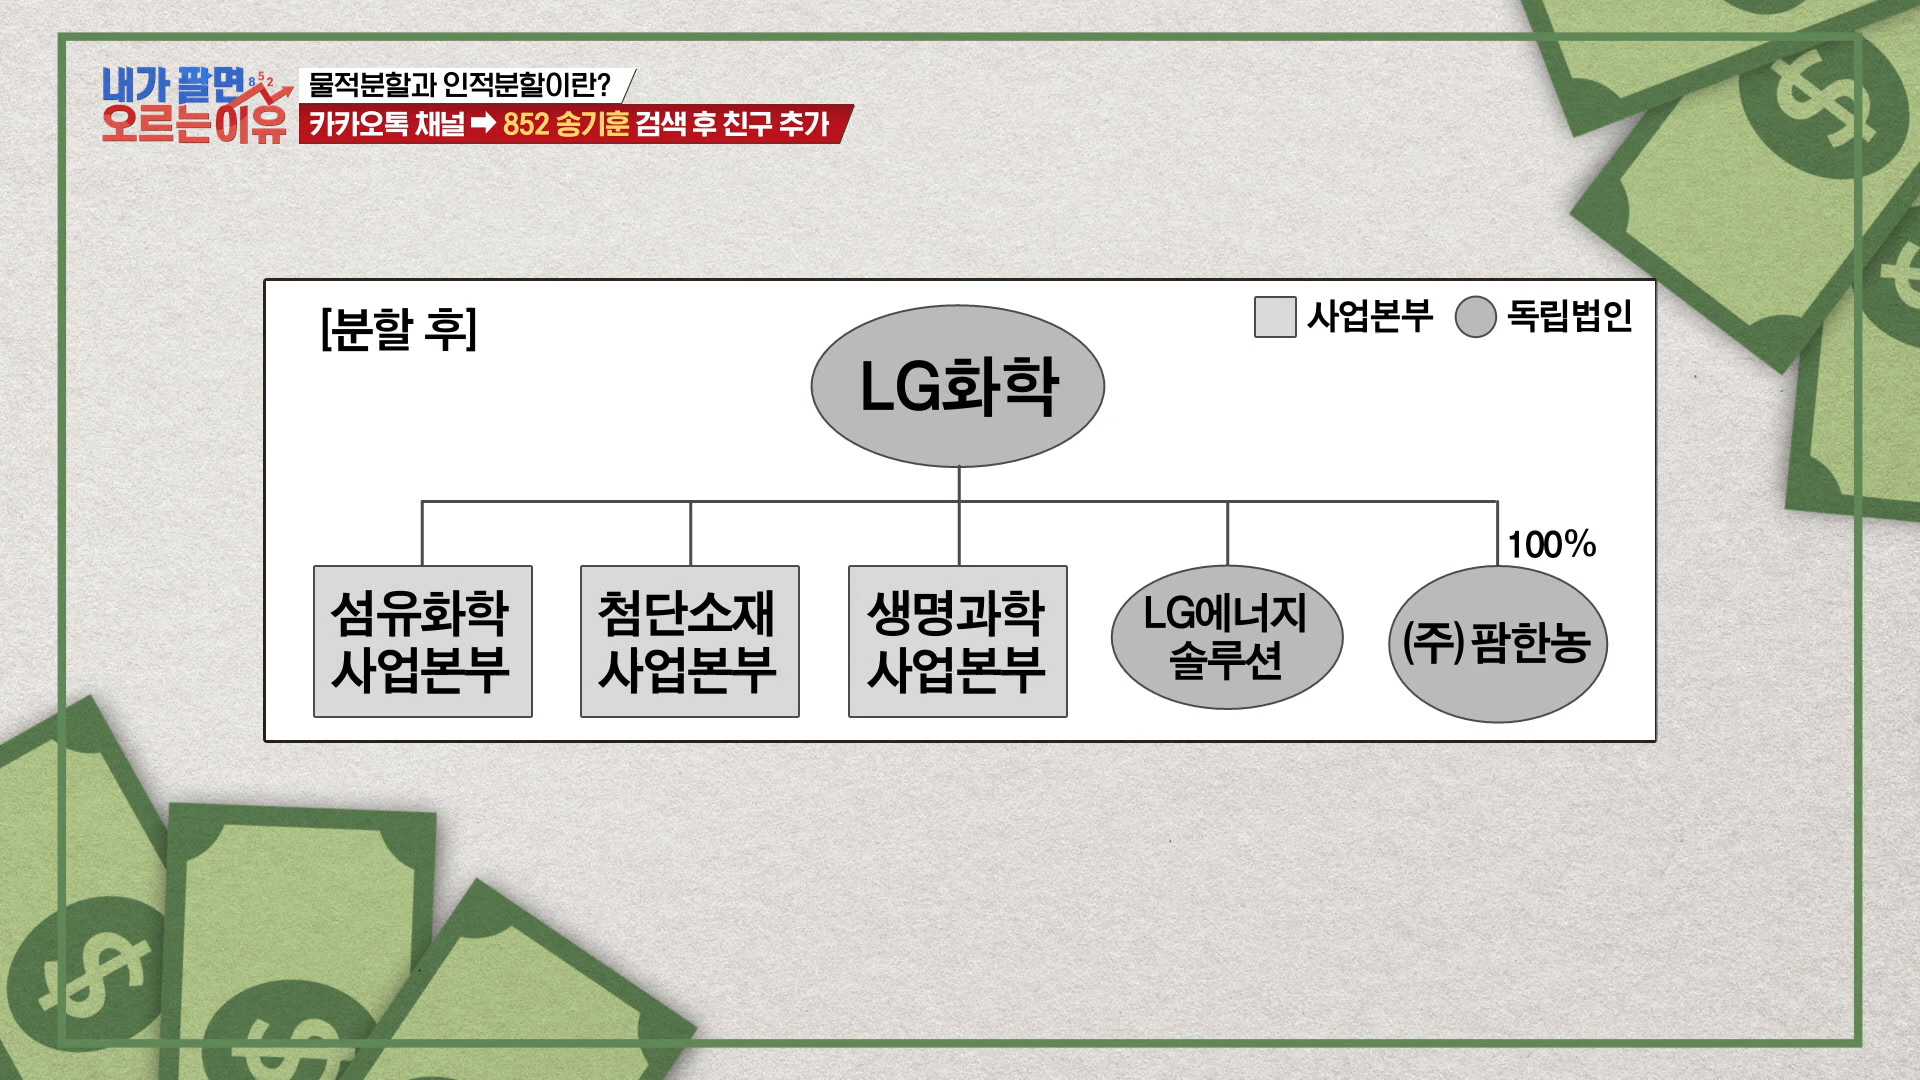 내가 팔면 852
오르는 이유
물적분할과 인적분할이란?
카카오톡 채널 ➡ 852 송기훈 검색 후 친구 추가
[분할 후]
사업본부 독립법인
LG화학
100%
섬유화학
사업본부
첨단소재
사업본부
생명과학
사업본부
LG에너지
솔루션
(주)팜한농